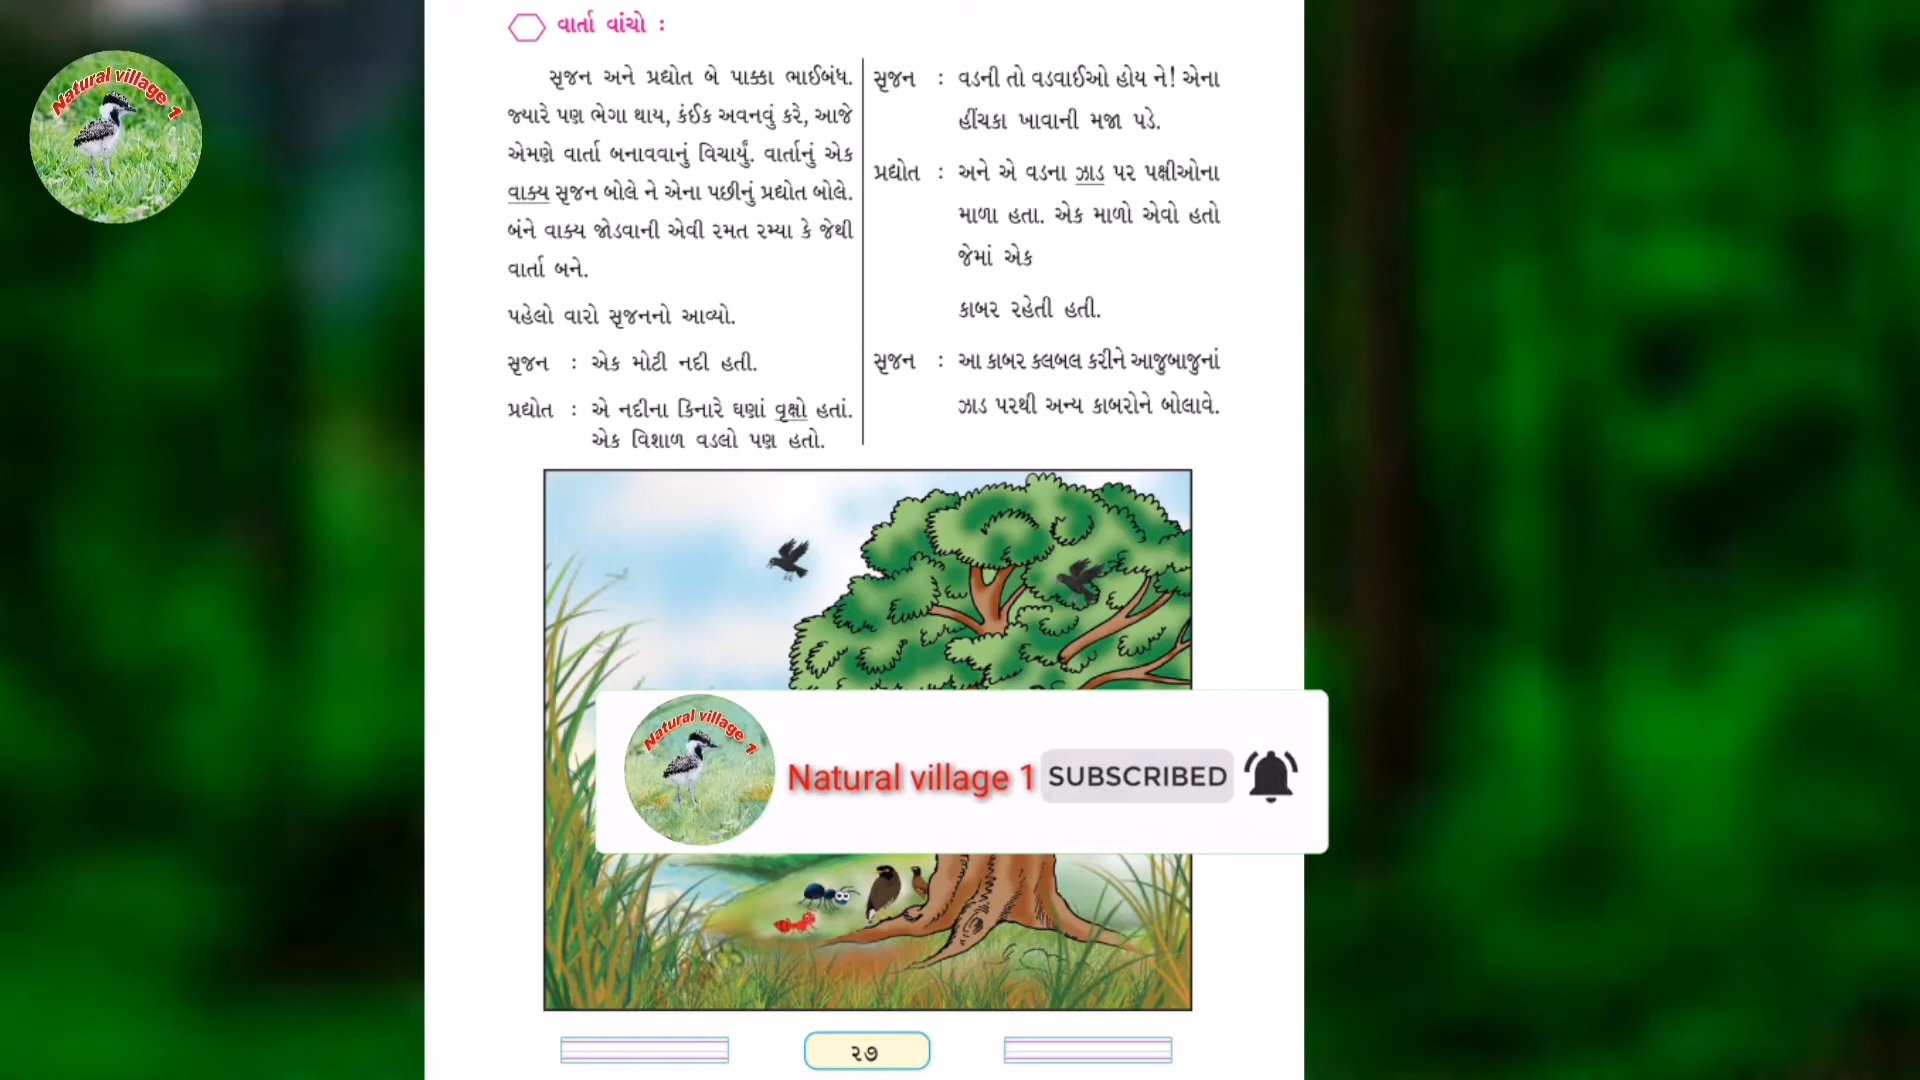 Natural village 1
વાર્તા વાંચો :
સૃજન અને પ્રદ્યોત બે પાક્કા ભાઈબંધ.
જ્યારે પણ ભેગા થાય, કંઈક અવનવું કરે, આજે
એમણે વાર્તા બનાવવાનું વિચાર્યું. વાર્તાનું એક
વાક્ય સૃજન બોલે ને એના પછીનું પ્રદ્યોત બોલે.
બંને વાક્ય જોડવાની એવી રમત રમ્યા કે જેથી
વાર્તા બને.
પહેલો વારો સૃજનનો આવ્યો.
સૃજન : એક મોટી નદી હતી.
પ્રદ્યોત : એ નદીના કિનારે ઘણાં વૃક્ષો હતાં.
એક વિશાળ વડલો પણ હતો.
સૃજન : વડની તો વડવાઈઓ હોય ને! એના
હીંચકા ખાવાની મજા પડે.
પ્રદ્યોત : અને એ વડના ઝાડ પર પક્ષીઓના
માળા હતા. એક માળો એવો હતો
જેમાં એક
કાબર રહેતી હતી.
સૃજન : આ કાબર કલબલ કરીને આજુબાજુનાં
ઝાડ પરથી અન્ય કાબરોને બોલાવે.
Natural village 1
Natural village 1 SUBSCRIBED
૨૭